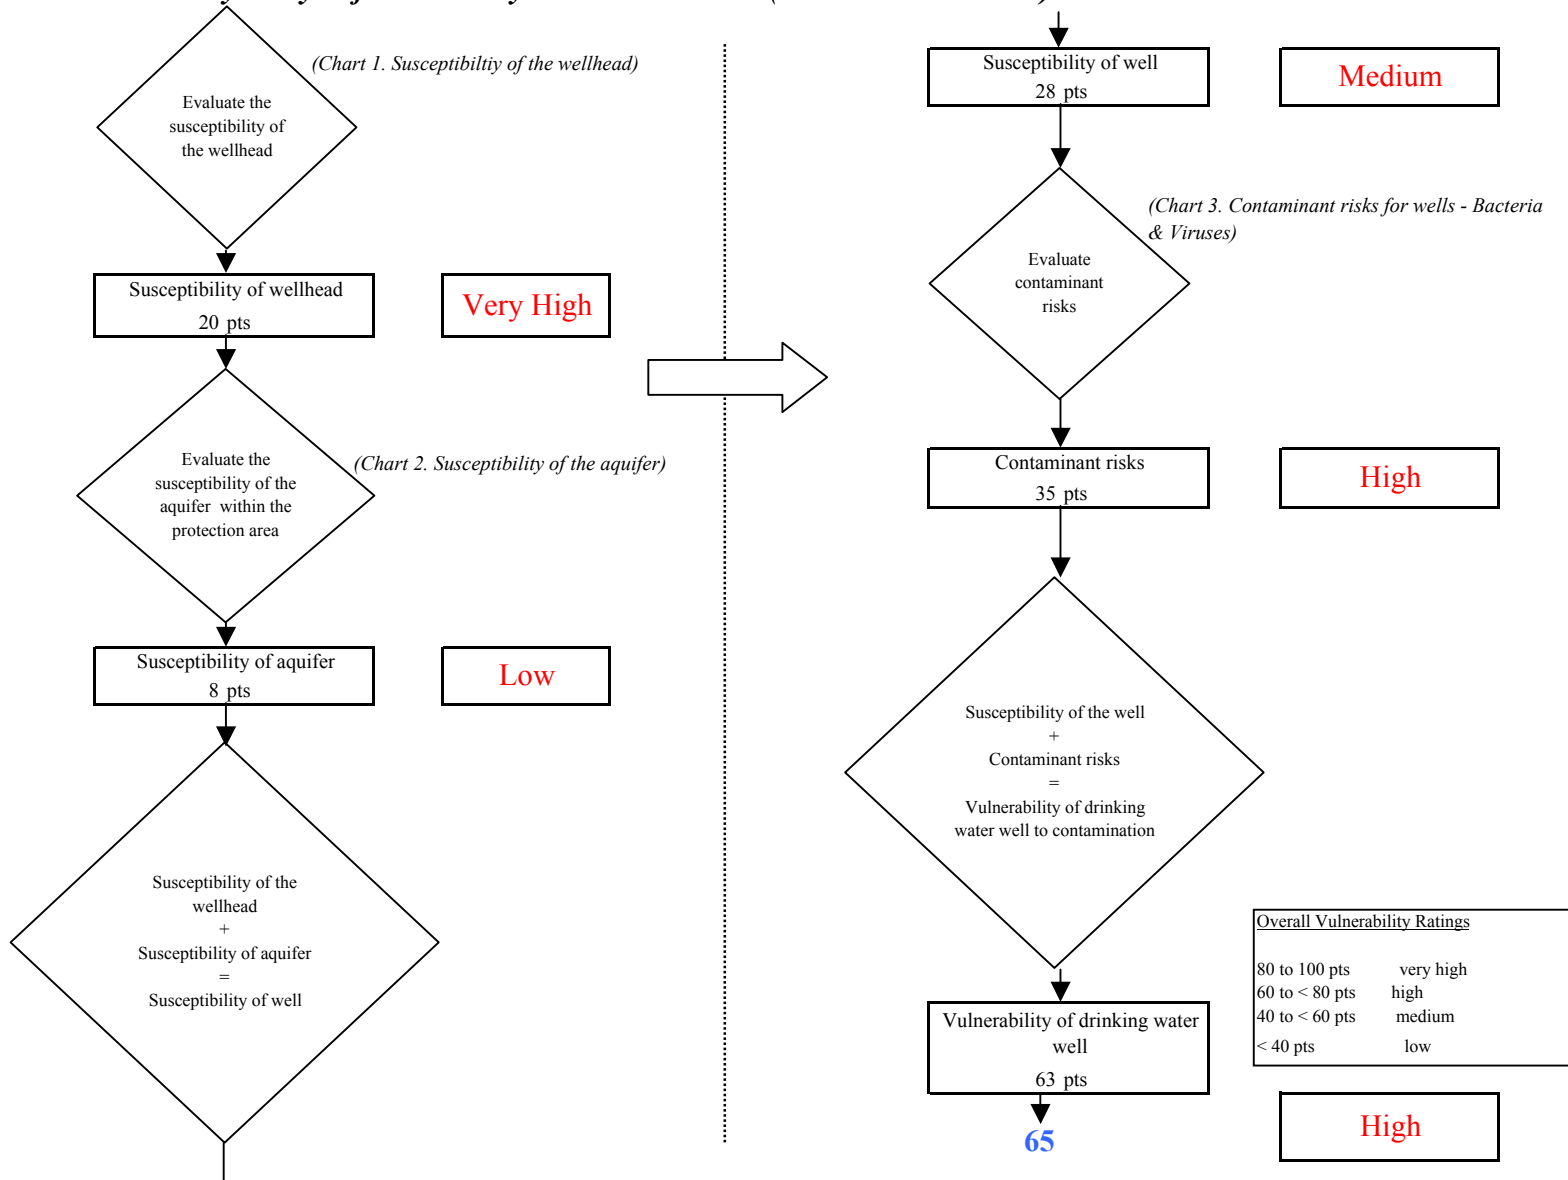 (Chart 1. Susceptibiltiy of the wellhead)
Evaluate the
susceptibility of
the wellhead
Susceptibility of wellhead
20 pts
Very High
Evaluate the
susceptibility of the
aquifer within the
protection area
(Chart 2. Susceptibility of the aquifer)
Susceptibility of aquifer
8 pts
Low
Susceptibility of the
wellhead
+
Susceptibility of aquifer
=
Susceptibility of well
Susceptibility of well
28 pts
Medium
(Chart 3. Contaminant risks for wells - Bacteria
& Viruses)
Evaluate
contaminant
risks
Contaminant risks
35 pts
High
Susceptibility of the well
+
Contaminant risks
=
Vulnerability of drinking
water well to contamination
Overall Vulnerability Ratings
80 to 100 pts very high
60 to < 80 pts high
40 to < 60 pts medium
< 40 pts low
Vulnerability of drinking water
well
63 pts
65
High